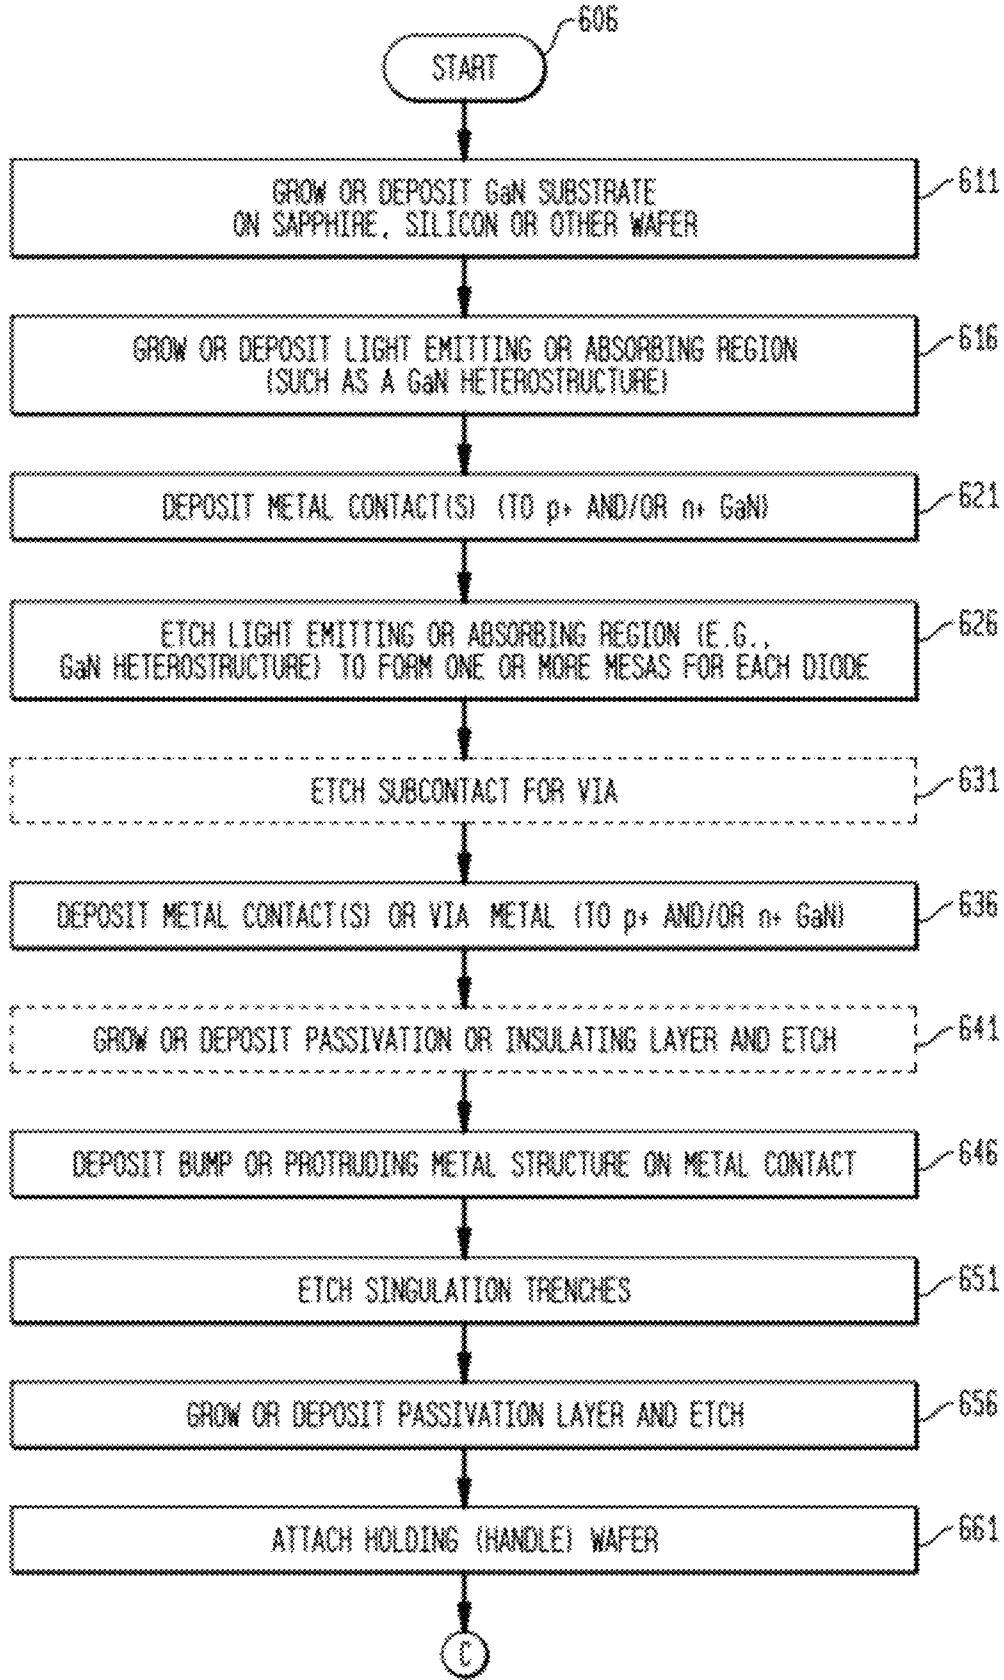 606
START
611
GROW OR DEPOSIT GaN SUBSTRATE
ON SAPPHIRE, SILICON OR OTHER WAFER
616
GROW OR DEPOSIT LIGHT EMITTING OR ABSORBING REGION
(SUCH AS A GaN HETEROSTRUCTURE)
621
DEPOSIT METAL CONTACT(S) (TO p+ AND/OR n+ GaN)
626
ETCH LIGHT EMITTING OR ABSORBING REGION (E.G.,
GaN HETEROSTRUCTURE) TO FORM ONE OR MORE MESAS FOR EACH DIODE
631
ETCH SUBCONTACT FOR VIA
636
DEPOSIT METAL CONTACT(S) OR VIA METAL (TO p+ AND/OR n+ GaN)
641
GROW OR DEPOSIT PASSIVATION OR INSULATING LAYER AND ETCH
646
DEPOSIT BUMP OR PROTRUDING METAL STRUCTURE ON METAL CONTACT
651
ETCH SINGULATION TRENCHES
656
GROW OR DEPOSIT PASSIVATION LAYER AND ETCH
661
ATTACH HOLDING (HANDLE) WAFER
C